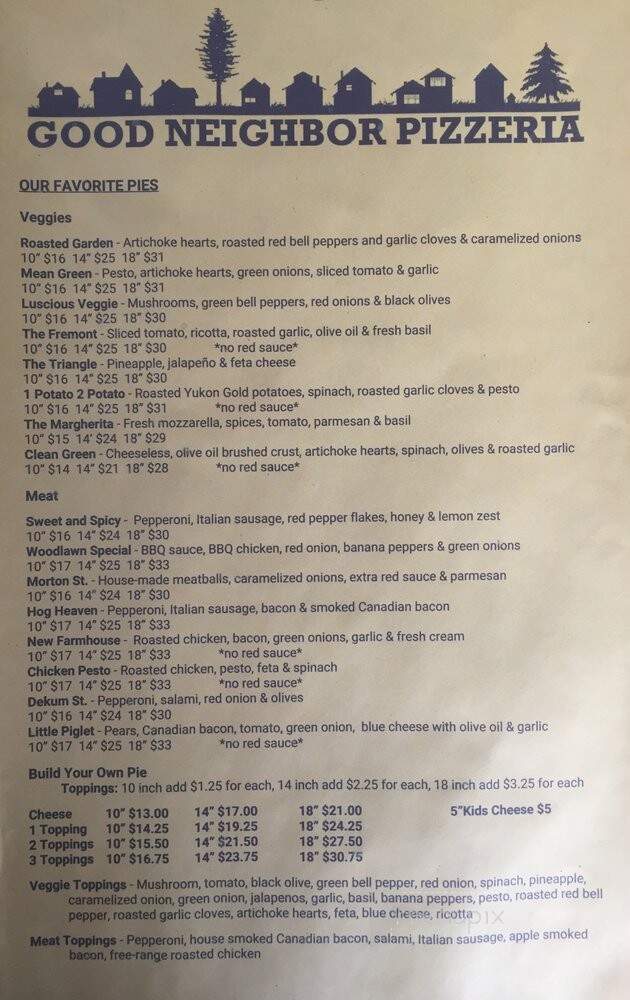 GOOD NEIGHBOR PIZZERIA
OUR FAVORITE PIES
Veggies
Roasted Garden - Artichoke hearts, roasted red bell peppers and garlic cloves & caramelized onions
10" $16 14" $25 18" $31
Mean Green - Pesto, artichoke hearts, green onions, sliced tomato & garlic
10" $16 14" $25 18" $31
Luscious Veggie - Mushrooms, green bell peppers, red onions & black olives
10" $16 14" $25 18" $30
The Fremont - Sliced tomato, ricotta, roasted garlic, olive oil & fresh basil
10" $16 14" $25 18" $30 *no red sauce*
The Triangle - Pineapple, jalapeño & feta cheese
10" $16 14" $25 18" $30
1 Potato 2 Potato - Roasted Yukon Gold potatoes, spinach, roasted garlic cloves & pesto
10" $16 14" $25 18" $31 *no red sauce*
The Margherita - Fresh mozzarella, spices, tomato, parmesan & basil
10" $15 14' $24 18" $29
Clean Green - Cheeseless, olive oil brushed crust, artichoke hearts, spinach, olives & roasted garlic
10" $14 14" $21 18" $28 *no red sauce*
Meat
Sweet and Spicy - Pepperoni, Italian sausage, red pepper flakes, honey & lemon zest
10" $16 14" $24 18" $30
Woodlawn Special - BBQ sauce, BBQ chicken, red onion, banana peppers & green onions
10" $17 14" $25 18" $33
Morton St. - House-made meatballs, caramelized onions, extra red sauce & parmesan
10" $16 14" $24 18" $30
Hog Heaven - Pepperoni, Italian sausage, bacon & smoked Canadian bacon
10" $17 14" $25 18" $33
New Farmhouse - Roasted chicken, bacon, green onions, garlic & fresh cream
10" $17 14" $25 18" $33 *no red sauce*
Chicken Pesto - Roasted chicken, pesto, feta & spinach
10" $17 14" $25 18" $33 *no red sauce*
Dekum St. - Pepperoni, salami, red onion & olives
10" $16 14" $24 18" $30
Little Piglet - Pears, Canadian bacon, tomato, green onion, blue cheese with olive oil & garlic
10" $17 14" $25 18" $33 *no red sauce*
Build Your Own Pie
Toppings: 10 inch add $1.25 for each, 14 inch add $2.25 for each, 18 inch add $3.25 for each
Cheese 10" $13.00 14" $17.00 18" $21.00 5"Kids Cheese $5
1 Topping 10" $14.25 14" $19.25 18" $24.25
2 Toppings 10" $15.50 14" $21.50 18" $27.50
3 Toppings 10" $16.75 14" $23.75 18" $30.75
Veggie Toppings - Mushroom, tomato, black olive, green bell pepper, red onion, spinach, pineapple,
caramelized onion, green onion, jalapenos, garlic, basil, banana peppers, pesto, roasted red bell
pepper, roasted garlic cloves, artichoke hearts, feta, blue cheese, ricotta
Meat Toppings - Pepperoni, house smoked Canadian bacon, salami, Italian sausage, apple smoked
bacon, free-range roasted chicken